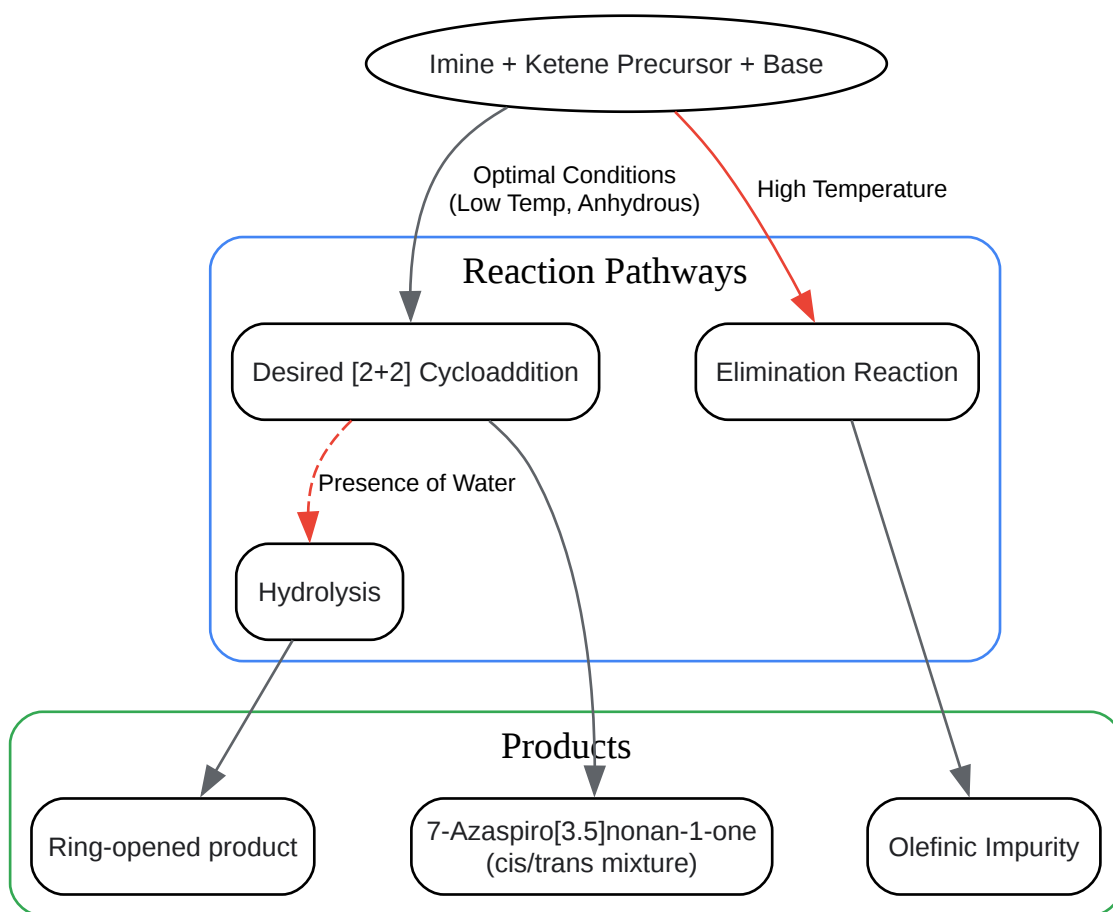 Imine + Ketene Precursor + Base
Optimal Conditions
(Low Temp, Anhydrous)
High Temperature
Reaction Pathways
Desired [2+2] Cycloaddition
Elimination Reaction
Presence of Water
Hydrolysis
Products
Ring-opened product
7-Azaspiro[3.5]nonan-1-one
(cis/trans mixture)
Olefinic Impurity